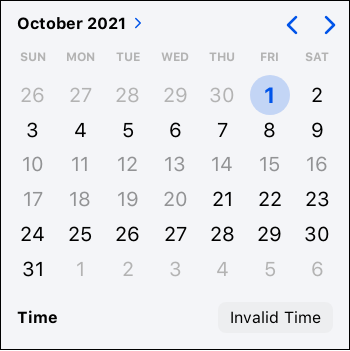 October 2021
SUN MON TUE WED THU FRI SAT
26 27 28 29 30 1 2
3 4 5 6 7 8 9
10 11 12 13 14 15 16
17 18 19 20 21 22 23
24 25 26 27 28 29 30
31 1 2 3 4 5 6
Time Invalid Time